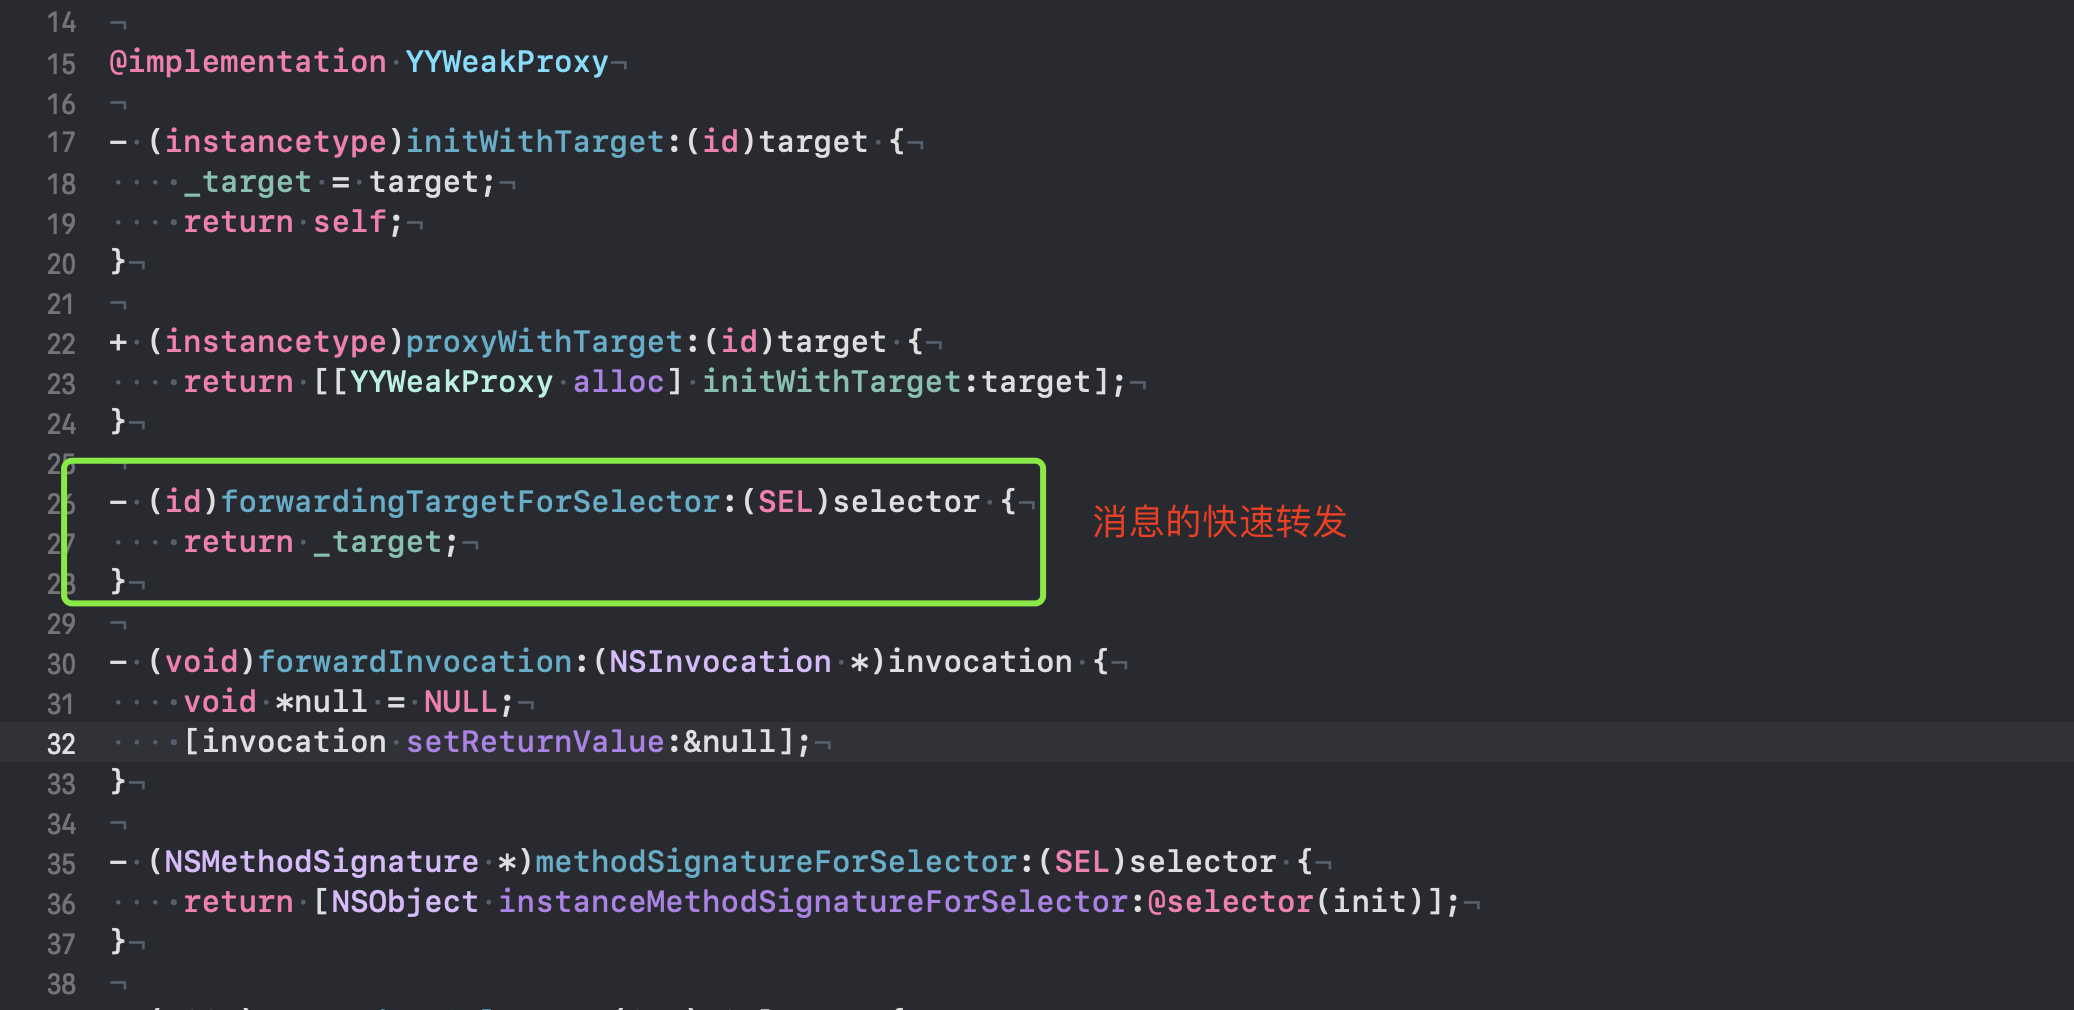 14
15 @implementation YYWeakProxy
16
17 - (instancetype)initWithTarget:(id)target {
18 _target = target;
19 return self;
20 }
21
22 + (instancetype)proxyWithTarget:(id)target {
23 return [[YYWeakProxy alloc] initWithTarget:target];
24 }
25
26 - (id)forwardingTargetForSelector:(SEL)selector {
消息的快速转发
27 return _target;
28 }
29
30 - (void)forwardInvocation:(NSInvocation *)invocation {
31 void *null = NULL;
32 [invocation setReturnValue:&null];
33 }
34
35 - (NSMethodSignature *)methodSignatureForSelector:(SEL)selector {
36 return [NSObject instanceMethodSignatureForSelector:@selector(init)];
37 }
38